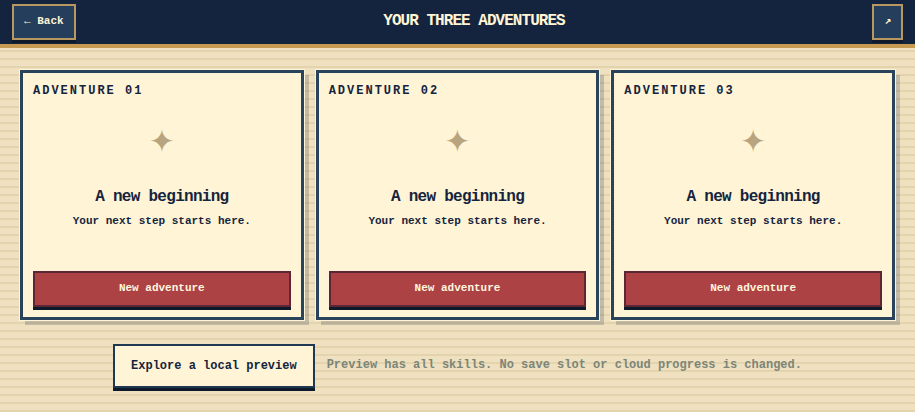 ← Back
YOUR THREE ADVENTURES
↗
ADVENTURE 01
A new beginning
Your next step starts here.
New adventure
ADVENTURE 02
A new beginning
Your next step starts here.
New adventure
ADVENTURE 03
A new beginning
Your next step starts here.
New adventure
Explore a local preview
Preview has all skills. No save slot or cloud progress is changed.